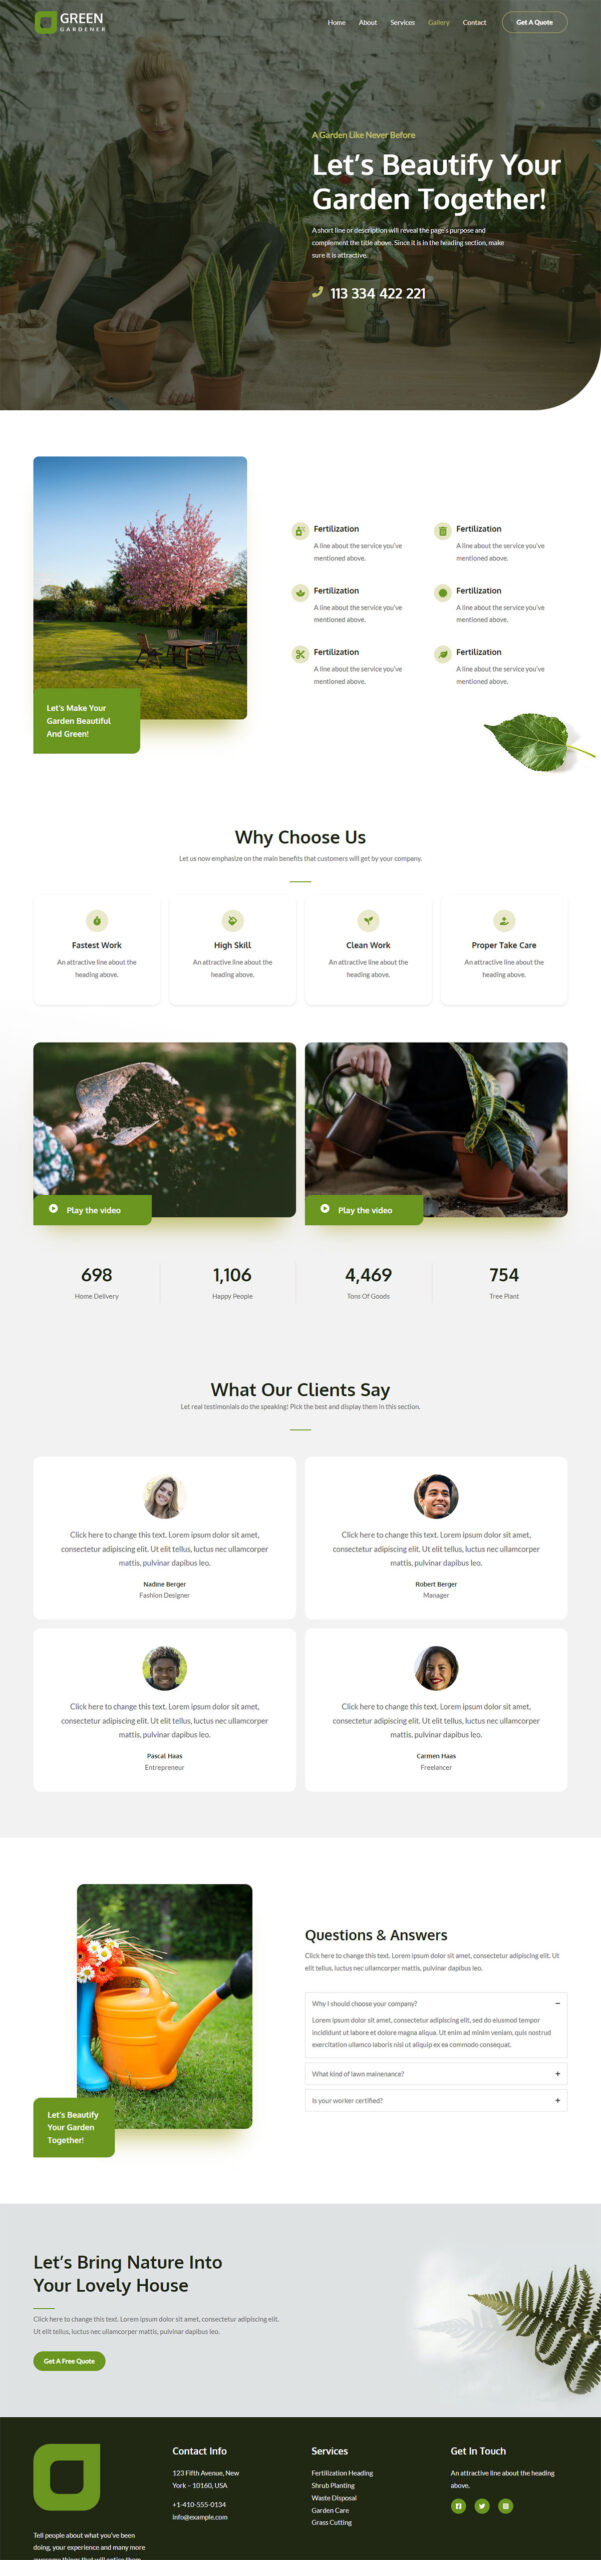 GREEN
GARDENER
Home About Services Gallery Contact Get A Quote
A Garden Like Never Before
Let's Beautify Your
Garden Together!
A short line or description will reveal the page's purpose and
complement the title above. Since it is in the heading section, make
sure it is attractive.
113 334 422 221
Fertilization
A line about the service you've
mentioned above.
Fertilization
A line about the service you've
mentioned above.
Fertilization
A line about the service you've
mentioned above.
Fertilization
A line about the service you've
mentioned above.
Fertilization
A line about the service you've
mentioned above.
Fertilization
A line about the service you've
mentioned above.
Let's Make Your
Garden Beautiful
And Green!
Why Choose Us
Let us now emphasize on the main benefits that customers will get by your company.
Fastest Work
An attractive line about the
heading above.
High Skill
An attractive line about the
heading above.
Clean Work
An attractive line about the
heading above.
Proper Take Care
An attractive line about the
heading above.
Play the video
Play the video
698
Home Delivery
1,106
Happy People
4,469
Tons Of Goods
754
Tree Plant
What Our Clients Say
Let real testimonials do the speaking! Pick the best and display them in this section.
Click here to change this text. Lorem ipsum dolor sit amet,
consectetur adipiscing elit. Ut elit tellus, luctus nec ullamcorper
mattis, pulvinar dapibus leo.
Nadine Berger
Fashion Designer
Click here to change this text. Lorem ipsum dolor sit amet,
consectetur adipiscing elit. Ut elit tellus, luctus nec ullamcorper
mattis, pulvinar dapibus leo.
Robert Berger
Manager
Click here to change this text. Lorem ipsum dolor sit amet,
consectetur adipiscing elit. Ut elit tellus, luctus nec ullamcorper
mattis, pulvinar dapibus leo.
Pascal Haas
Entrepreneur
Click here to change this text. Lorem ipsum dolor sit amet,
consectetur adipiscing elit. Ut elit tellus, luctus nec ullamcorper
mattis, pulvinar dapibus leo.
Carmen Haas
Freelancer
Let's Beautify
Your Garden
Together!
Questions & Answers
Click here to change this text. Lorem ipsum dolor sit amet, consectetur adipiscing elit. Ut
elit tellus, luctus nec ullamcorper mattis, pulvinar dapibus leo.
Why I should choose your company?
Lorem ipsum dolor sit amet, consectetur adipiscing elit, sed do eiusmod tempor
incididunt ut labore et dolore magna aliqua. Ut enim ad minim veniam, quis nostrud
exercitation ullamco laboris nisi ut aliquip ex ea commodo consequat.
What kind of lawn mainenance?
Is your worker certified?
Let's Bring Nature Into
Your Lovely House
Click here to change this text. Lorem ipsum dolor sit amet, consectetur adipiscing elit.
Ut elit tellus, luctus nec ullamcorper mattis, pulvinar dapibus leo.
Get A Free Quote
Tell people about what you've been
doing, your experience and many more
awesome things that will entice them
Contact Info
123 Fifth Avenue, New
York – 10160, USA
+1-410-555-0134
Info@example.com
Services
Fertilization Heading
Shrub Planting
Waste Disposal
Garden Care
Grass Cutting
Get In Touch
An attractive line about the heading
above.